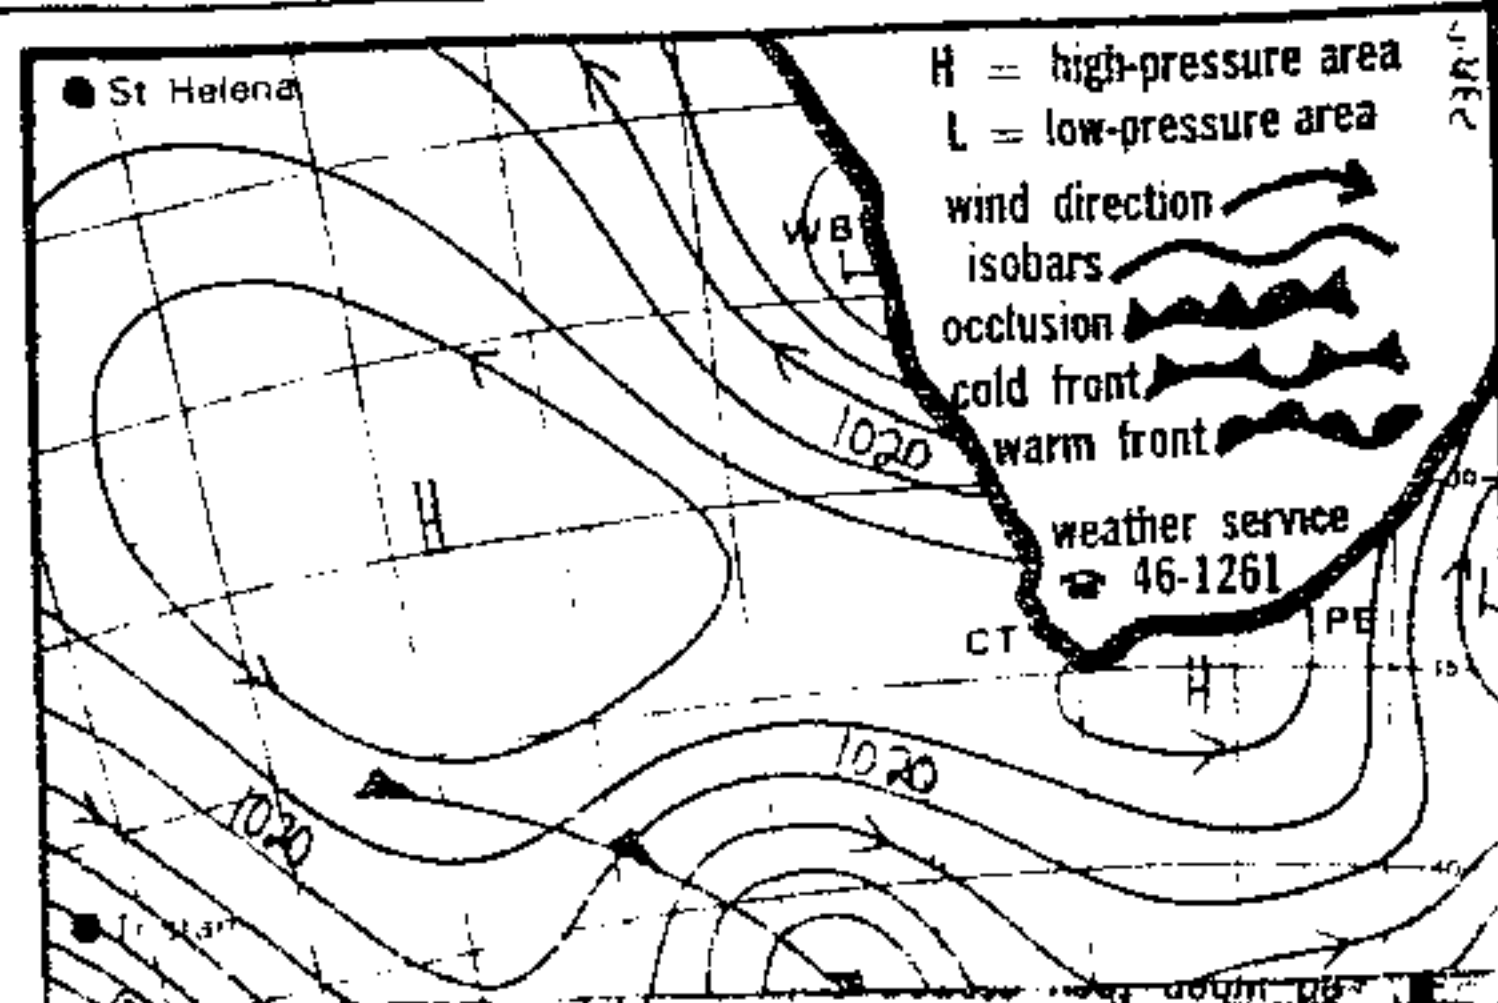 St Helena
H = high-pressure area
L = low-pressure area
wind direction
isobars
occlusion
cold front
warm front
weather service
46-1261
WB
L
1020
H
CT
PE
H
1020
1020
40